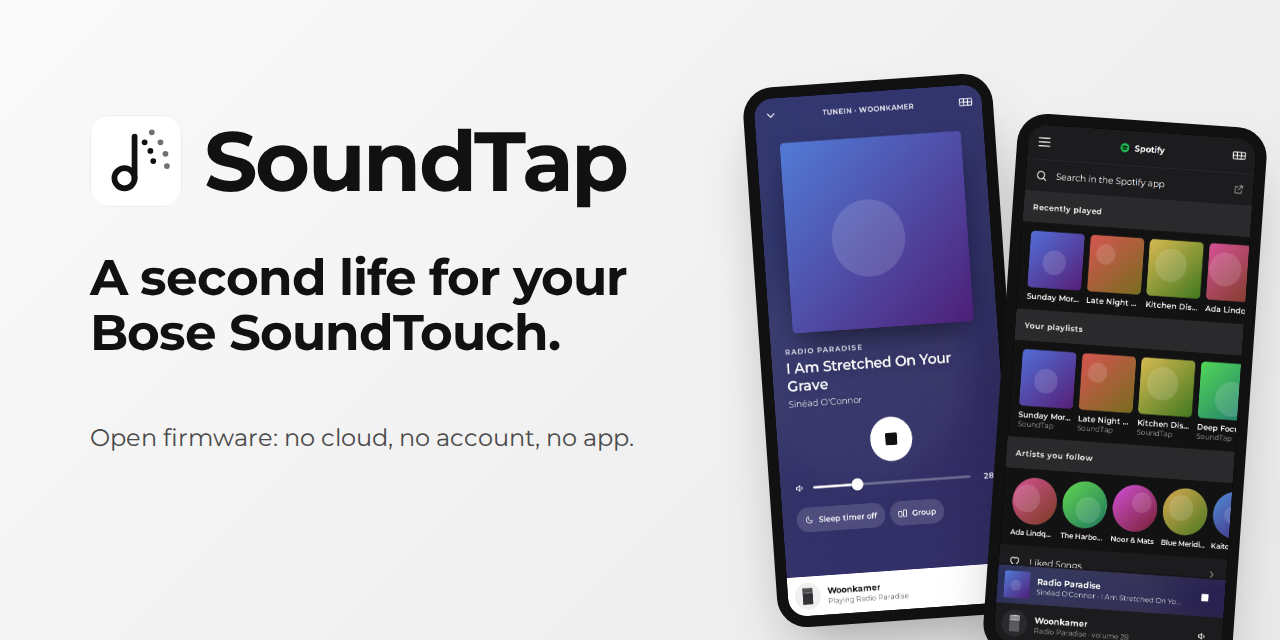 SoundTap
A second life for your
Bose SoundTouch.
Open firmware: no cloud, no account, no app.
TUNEIN · WOONKAMER
RADIO PARADISE
I Am Stretched On Your
Grave
Sinéad O'Connor
28
Sleep timer off
Group
Woonkamer
Playing Radio Paradise
Spotify
Search in the Spotify app
Recently played
Sunday Mor... Late Night ... Kitchen Dis... Ada Lindq
Your playlists
Sunday Mor... Late Night ... Kitchen Dis... Deep Focu
SoundTap SoundTap SoundTap SoundTap
Artists you follow
Ada Lindq... The Harbo... Noor & Mats Blue Meridi... Kaito
Liked Songs
Radio Paradise
Sinéad O'Connor - I Am Stretched On Yo...
Woonkamer
Radio Paradise · volume 28